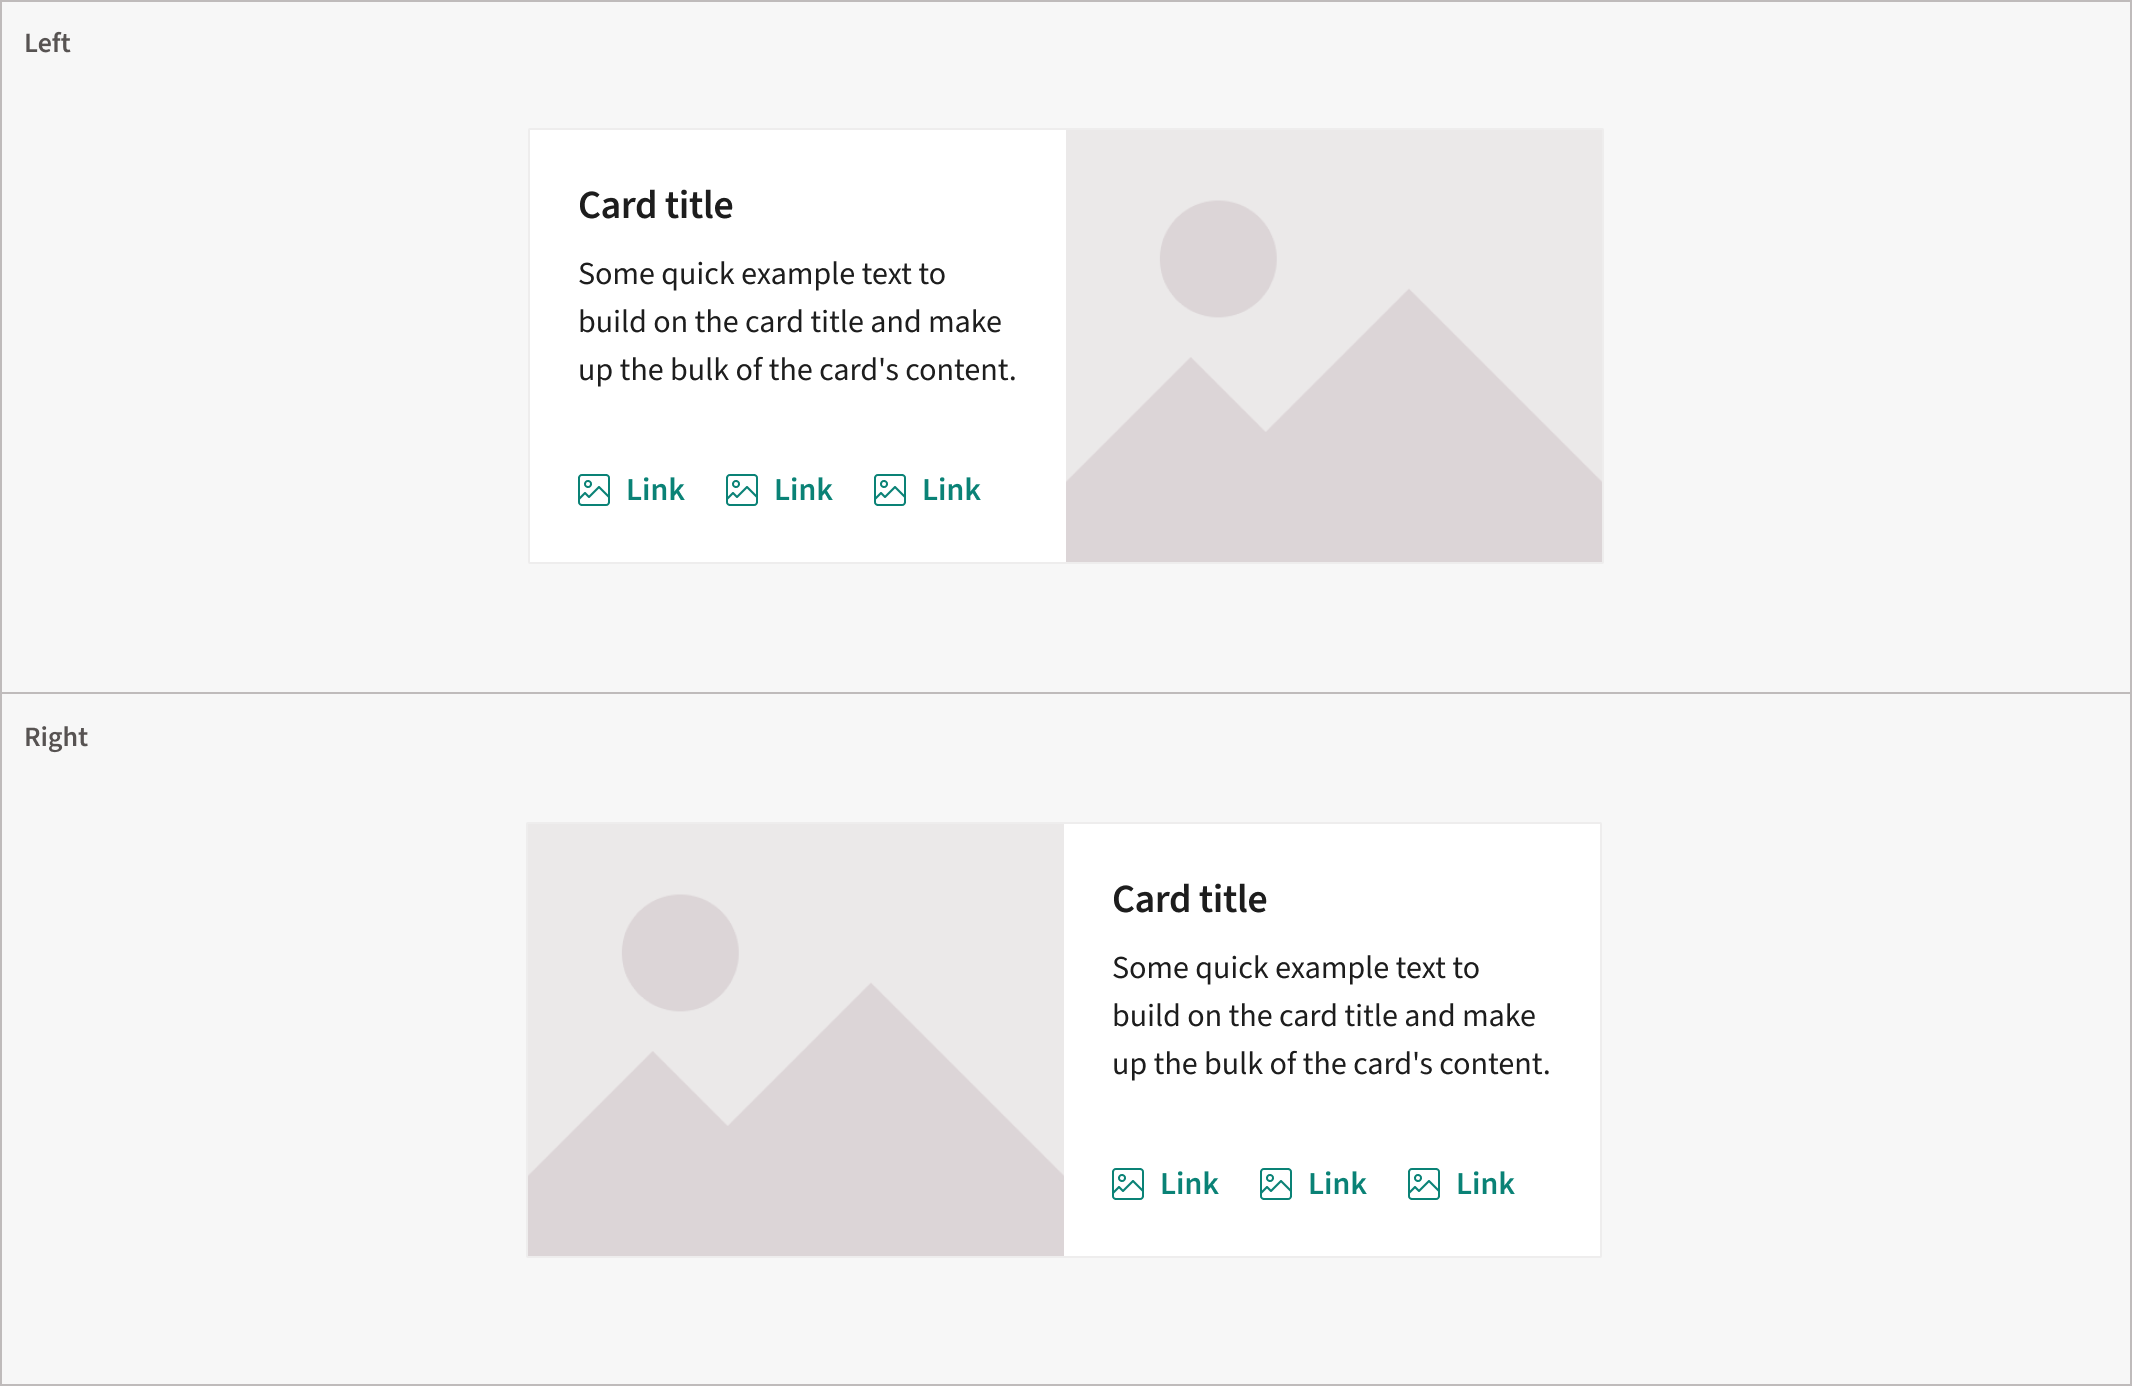 Left
Card title
Some quick example text to
build on the card title and make
up the bulk of the card's content.
Link Link Link
Right
Card title
Some quick example text to
build on the card title and make
up the bulk of the card's content.
Link Link Link